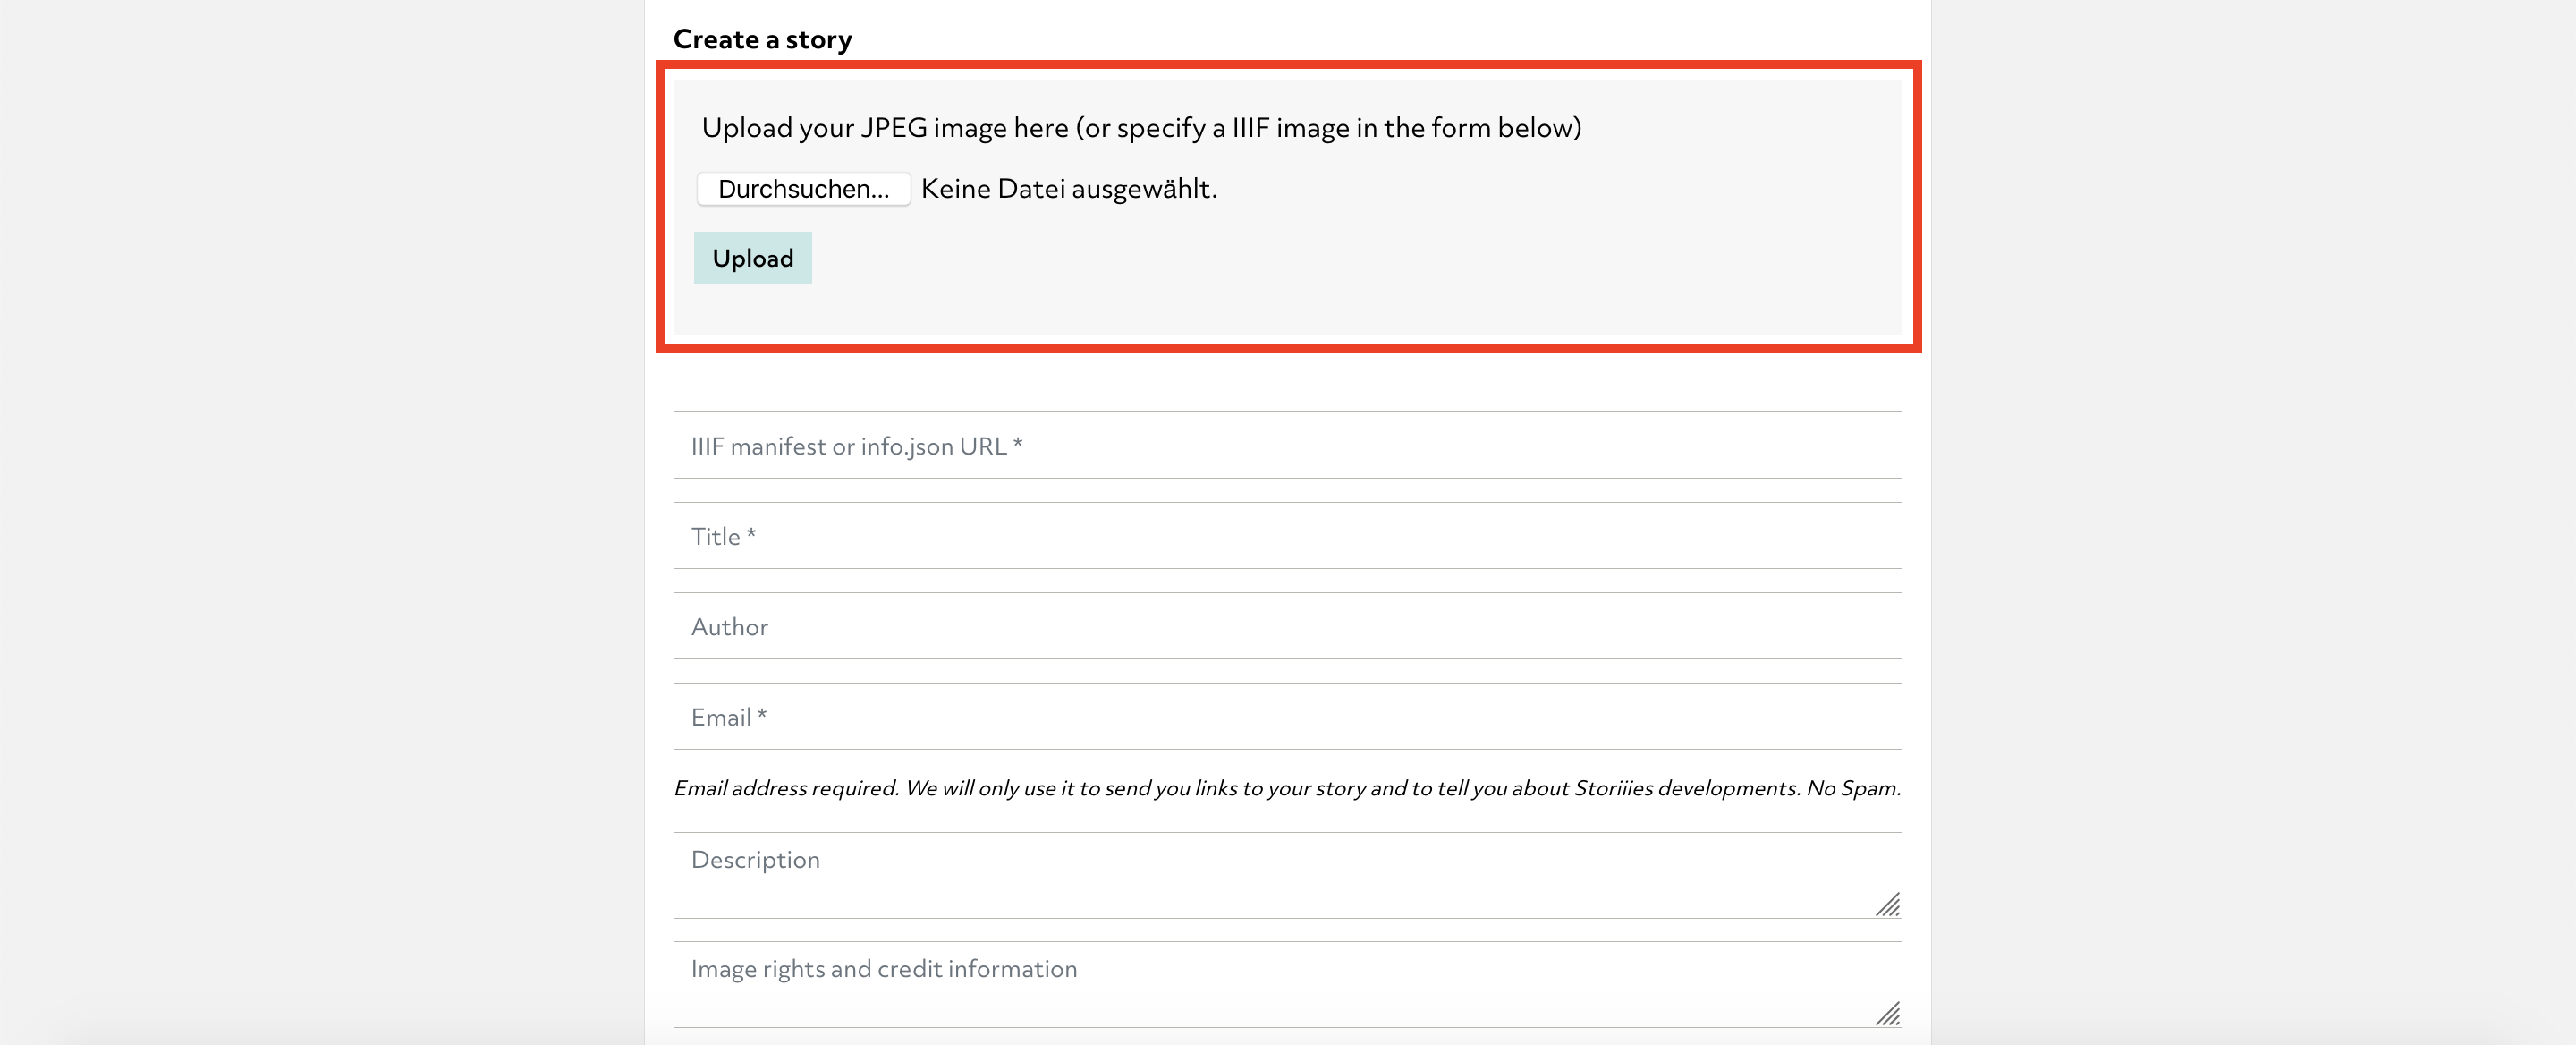 Create a story
Upload your JPEG image here (or specify a IIIF image in the form below)
Durchsuchen... Keine Datei ausgewählt.
Upload
IIIF manifest or info.json URL *
Title *
Author
Email *
Email address required. We will only use it to send you links to your story and to tell you about Storiiies developments. No Spam.
Description
Image rights and credit information